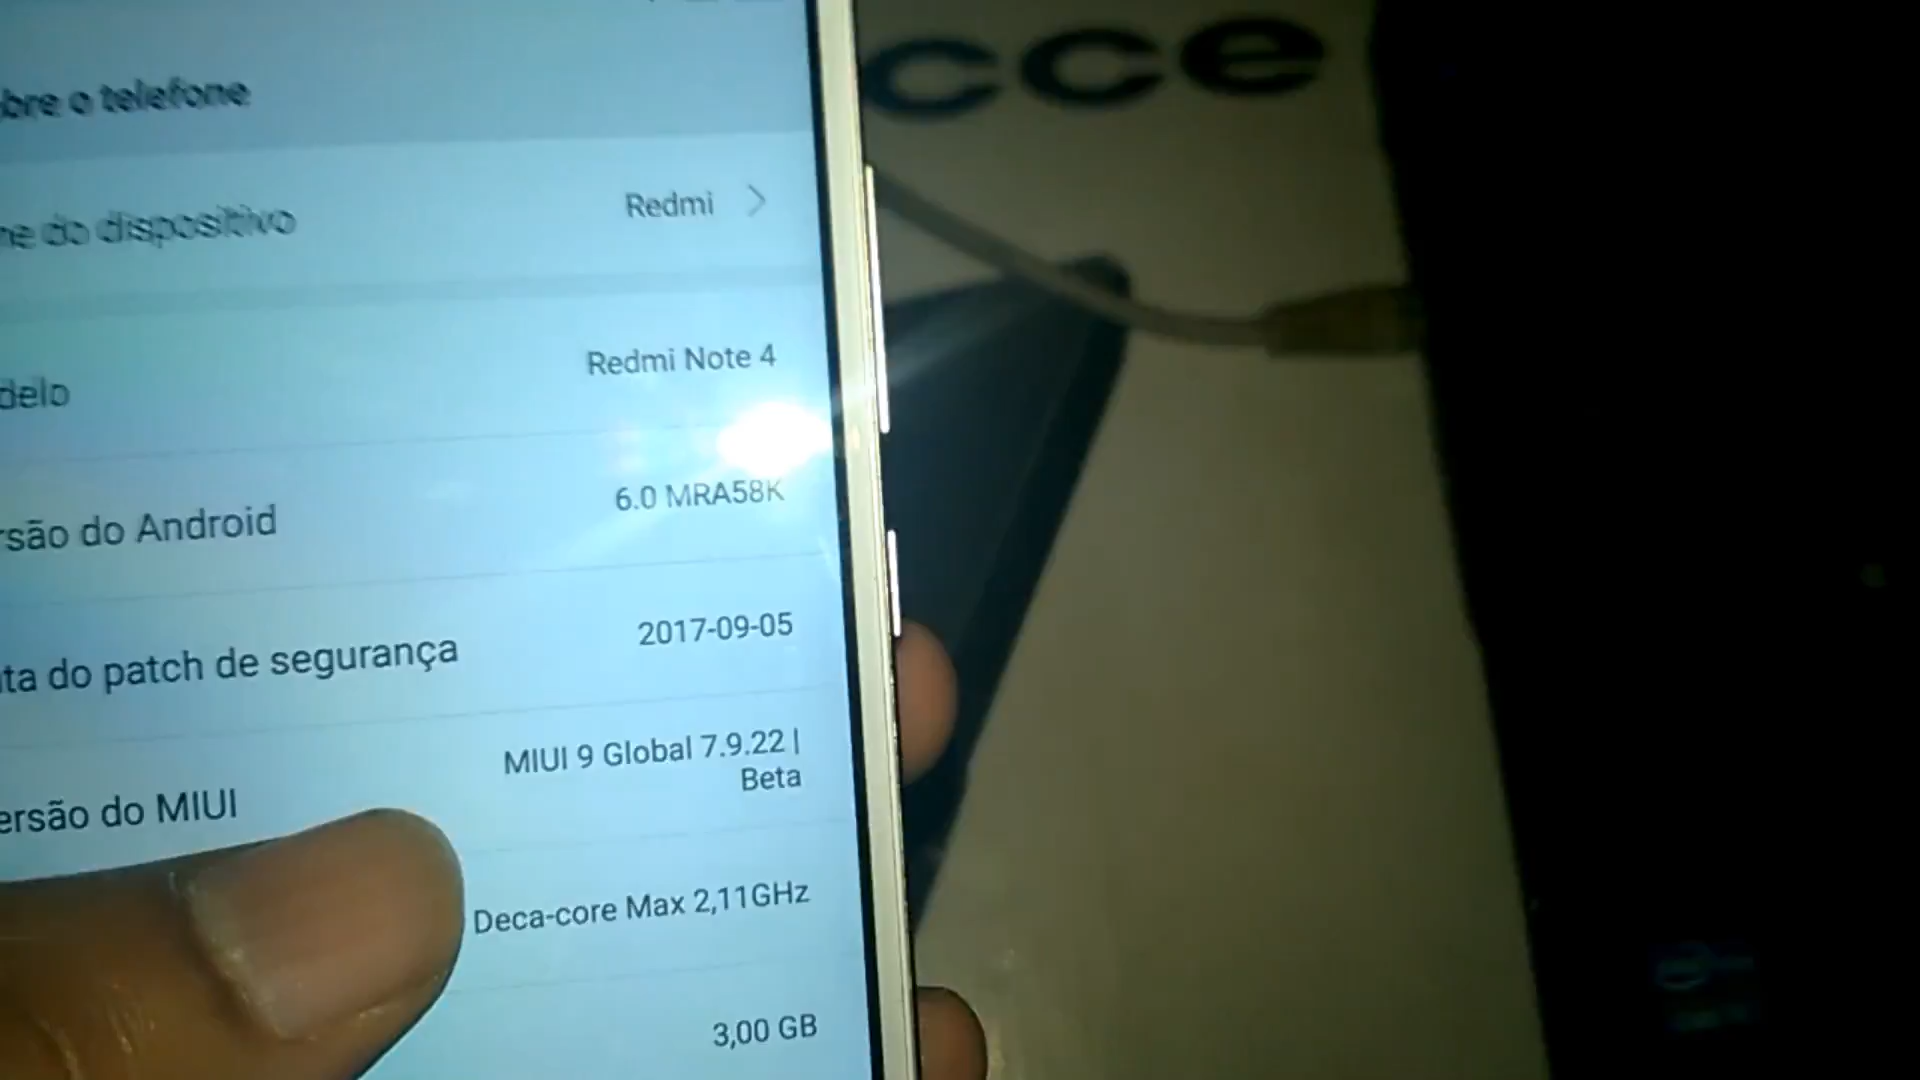 cce
bre o telefone
me do dispositivo
Redmi
Redmi Note 4
delo
6.0 MRA58K
rsão do Android
2017-09-05
ta do patch de segurança
MIUI 9 Global 7.9.22 |
Beta
ersão do MIUI
Deca-core Max 2,11GHz
3,00 GB